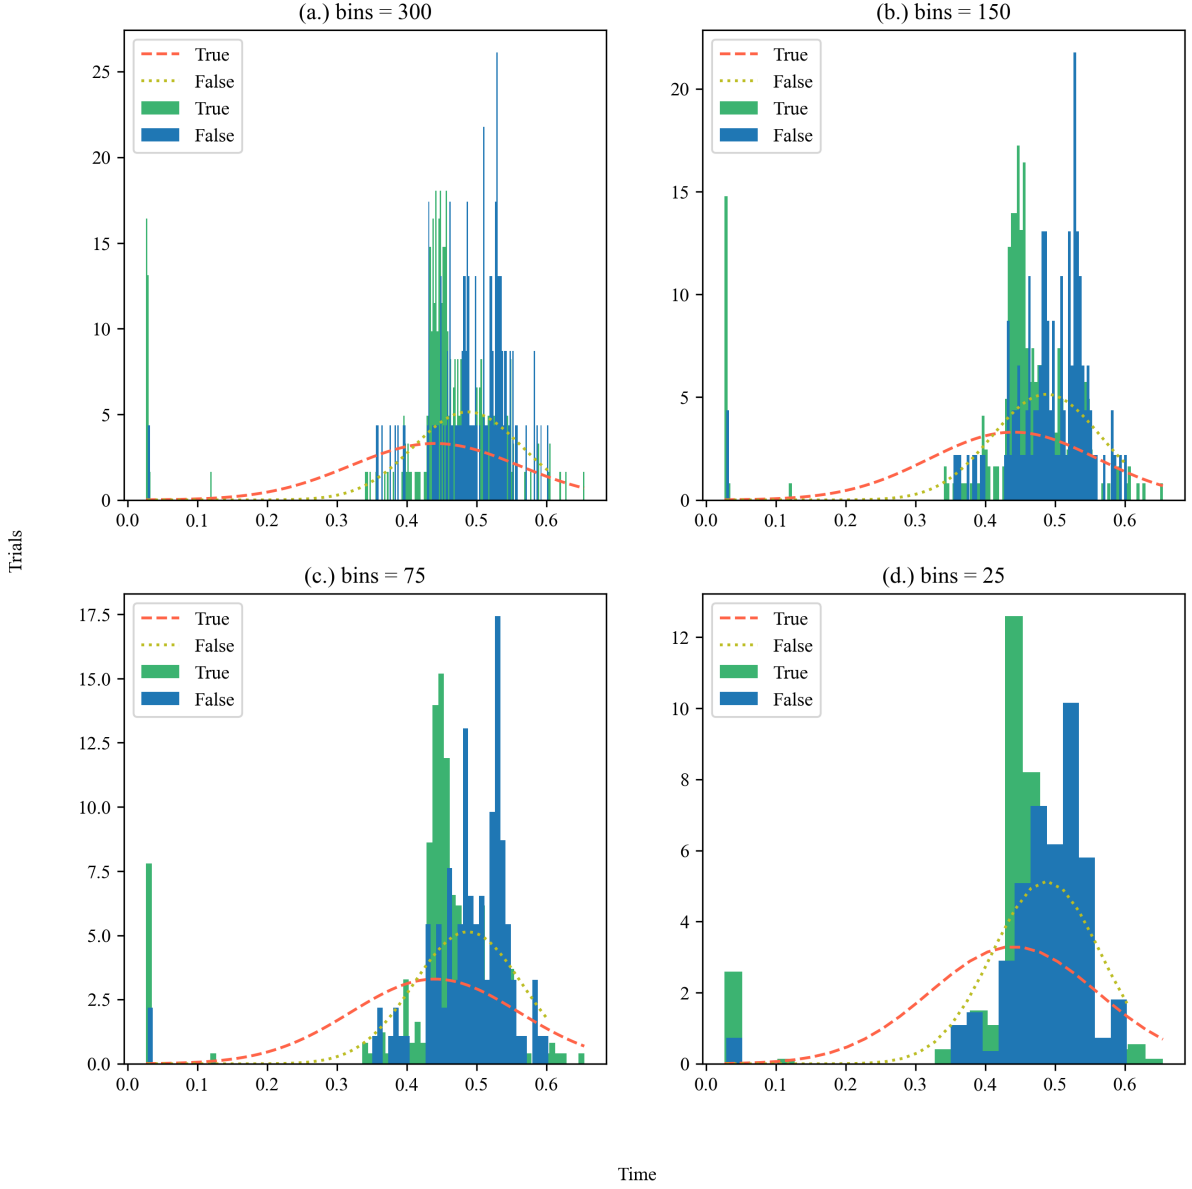 (a.) bins = 300
True
False
True
False
25
20
15
10
5
0
0.0 0.1 0.2 0.3 0.4 0.5 0.6
(b.) bins = 150
True
False
True
False
20
15
10
5
0
0.0 0.1 0.2 0.3 0.4 0.5 0.6
Trials
(c.) bins = 75
True
False
True
False
17.5
15.0
12.5
10.0
7.5
5.0
2.5
0.0
0.0 0.1 0.2 0.3 0.4 0.5 0.6
(d.) bins = 25
True
False
True
False
12
10
8
6
4
2
0
0.0 0.1 0.2 0.3 0.4 0.5 0.6
Time